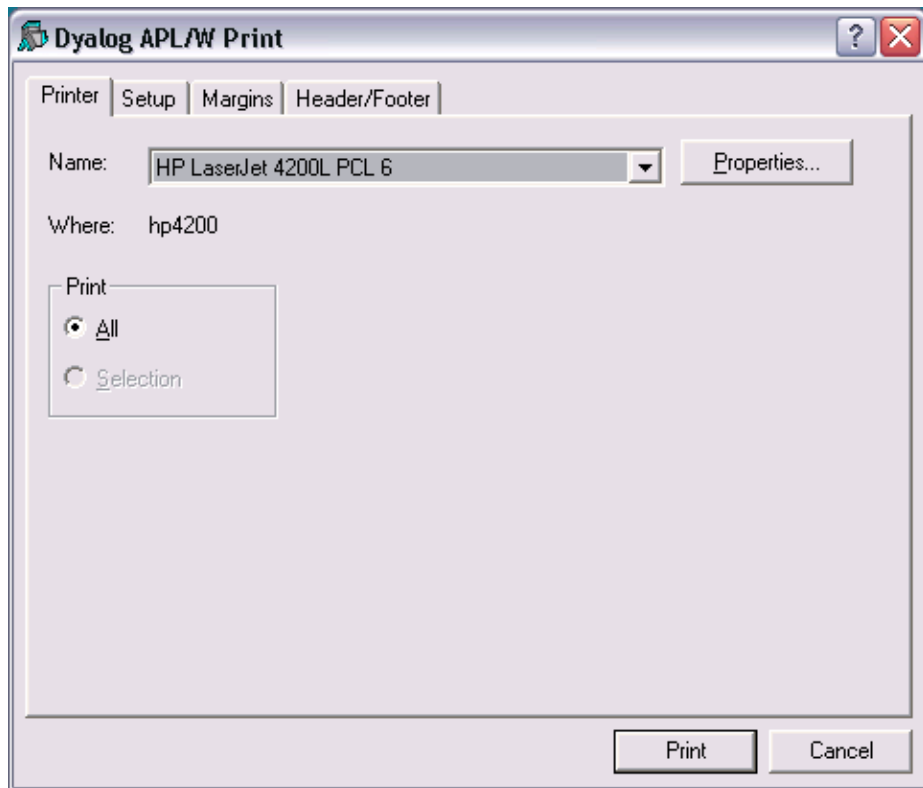 Dyalog APL/W Print
Printer Setup Margins Header/Footer
Name: HP LaserJet 4200L PCL 6 Properties...
Where: hp4200
Print
All
Selection
Print Cancel